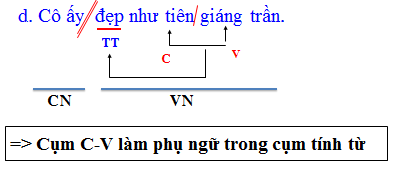 d. Cô ấy/ đẹp như tiên/giáng trần.
TT
C
V
CN
VN
=> Cụm C-V làm phụ ngữ trong cụm tính từ